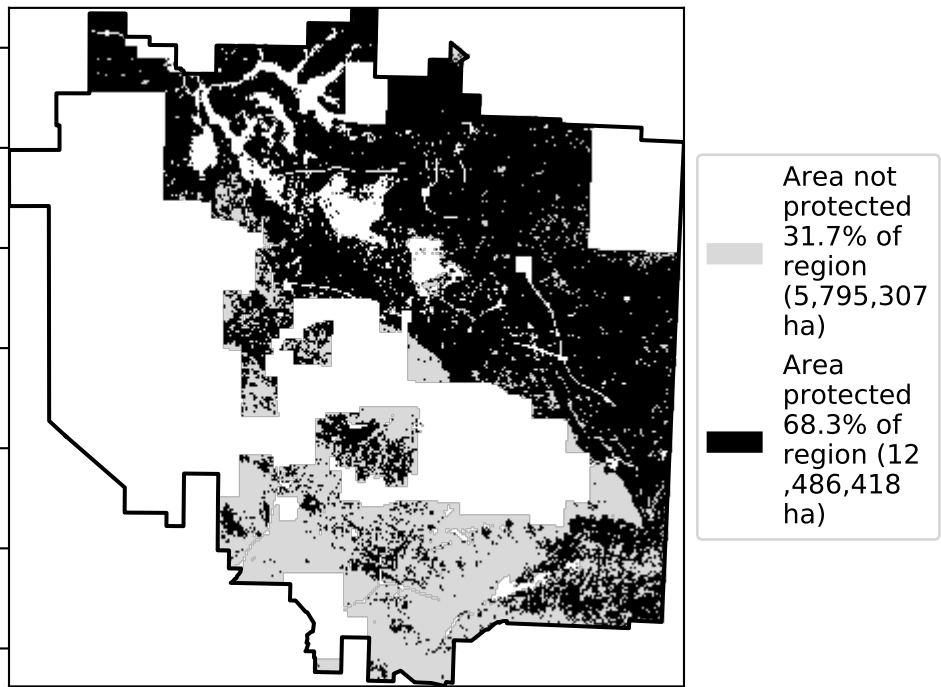 Area not
protected
31.7% of
region
(5,795,307
ha)
Area
protected
68.3% of
region (12
,486,418
ha)